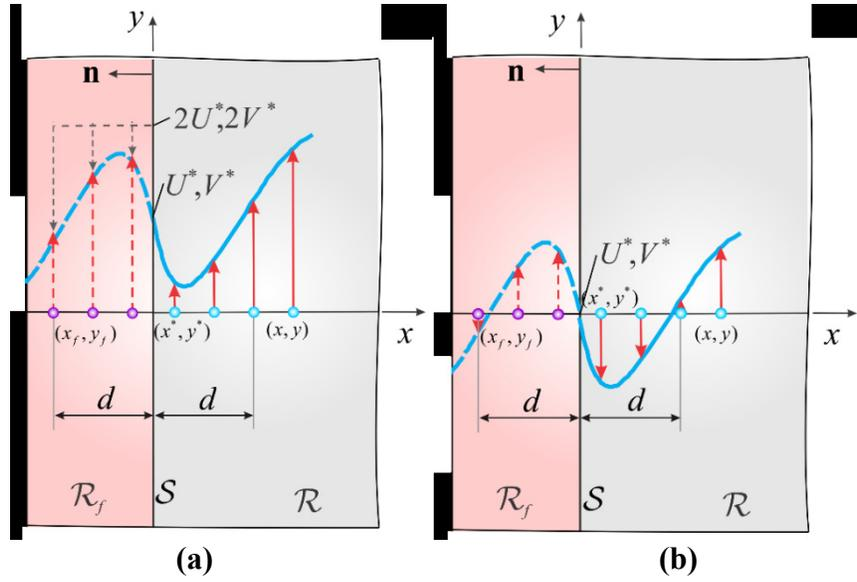 y
n
2U*,2V*
U*,V*
(x_f, y_f)
(x*, y*)
(x, y)
x
d
d
ℛ_f
𝒮
ℛ
(a)
y
n
U*,V*
(x*, y*)
(x_f, y_f)
(x, y)
x
d
d
ℛ_f
𝒮
ℛ
(b)